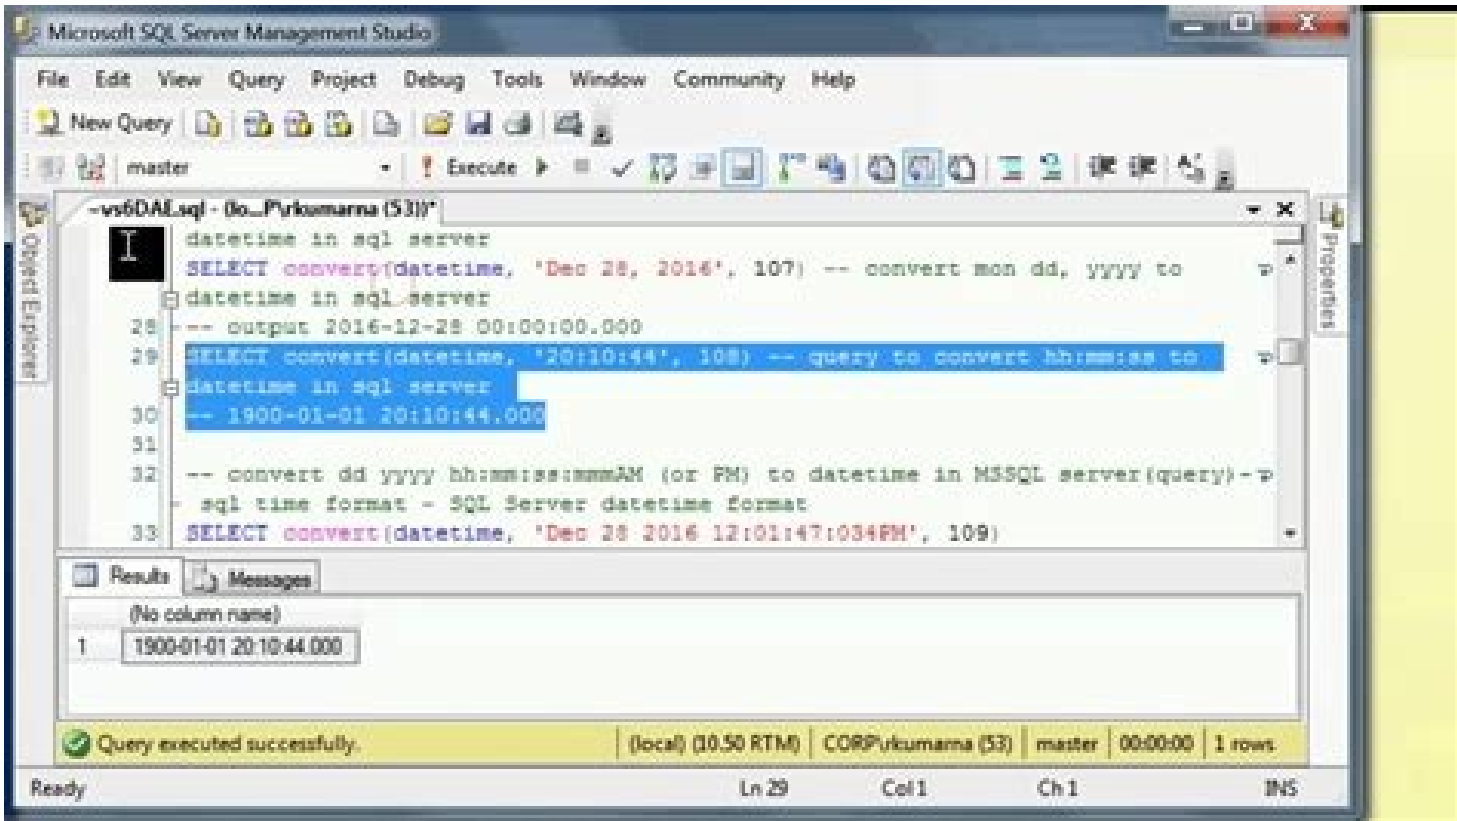 Microsoft SQL Server Management Studio
File Edit View Query Project Debug Tools Window Community Help
New Query
master Execute
~vs6DAE.sql - (lo...P\rkumarna (53))*
Object Explorer
Properties
datetime in sql server
SELECT convert(datetime, 'Dec 28, 2016', 107) -- convert mon dd, yyyy to
datetime in sql server
28 -- output 2016-12-28 00:00:00.000
29 SELECT convert(datetime, '20:10:44', 108) -- query to convert hh:mm:ss to
datetime in sql server
30 -- 1900-01-01 20:10:44.000
31
32 -- convert dd yyyy hh:mm:ss:mmmAM (or PM) to datetime in MSSQL server(query)-
- sql time format - SQL Server datetime format
33 SELECT convert(datetime, 'Dec 28 2016 12:01:47:034PM', 109)
Results Messages
(No column name)
1 1900-01-01 20:10:44.000
Query executed successfully. (local) (10.50 RTM) CORP\rkumarna (53) master 00:00:00 1 rows
Ready Ln 29 Col 1 Ch 1 INS